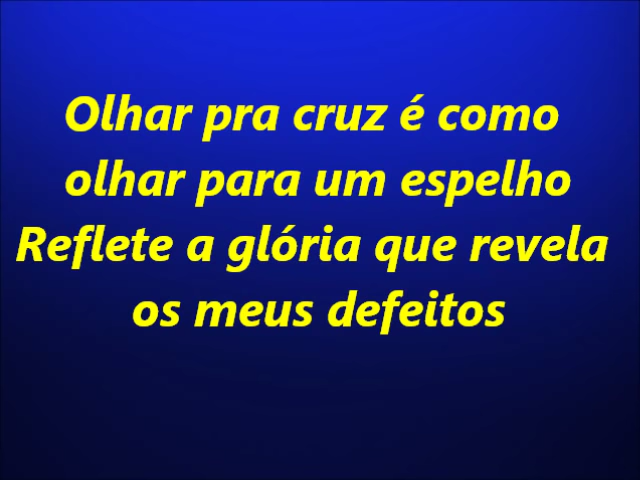 Olhar pra cruz é como
olhar para um espelho
Reflete a glória que revela
os meus defeitos